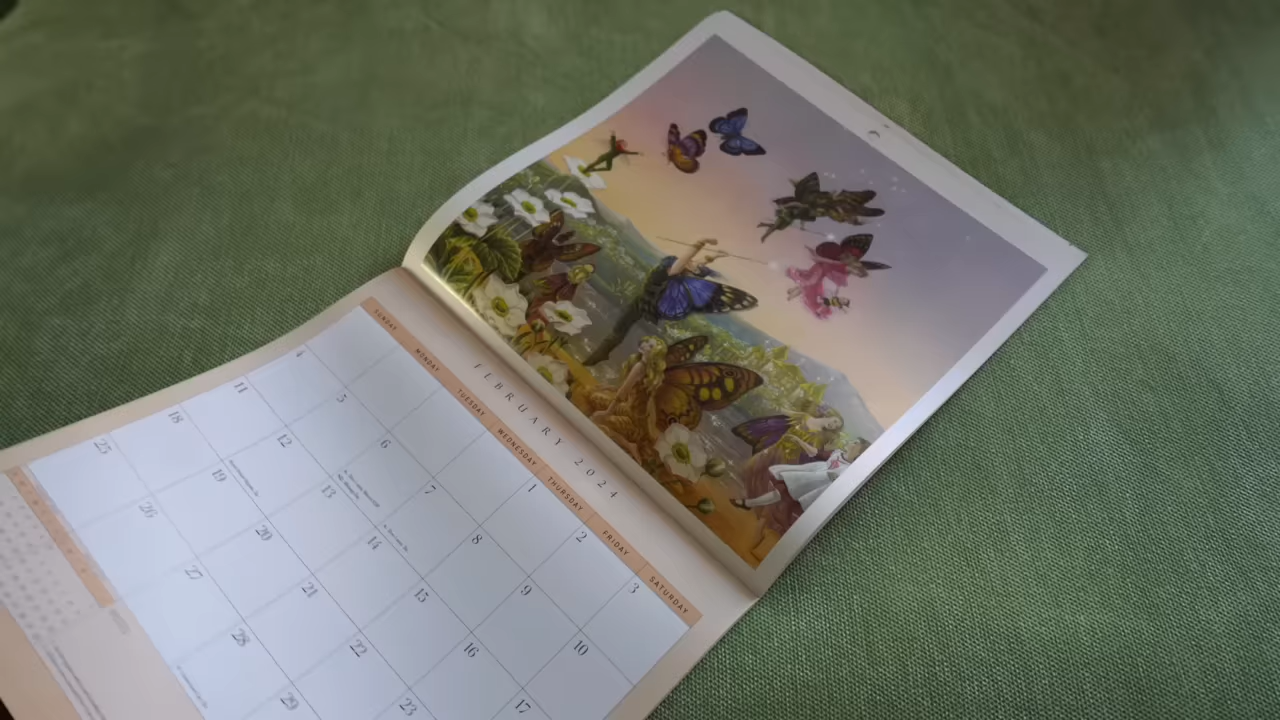 FEBRUARY 2024
SUNDAY MONDAY TUESDAY WEDNESDAY THURSDAY FRIDAY SATURDAY
1 2 3
4 5 6 7 8 9 10
11 12 13 14 15 16 17
18 19 20 21 22 23
25 26 27 28 29